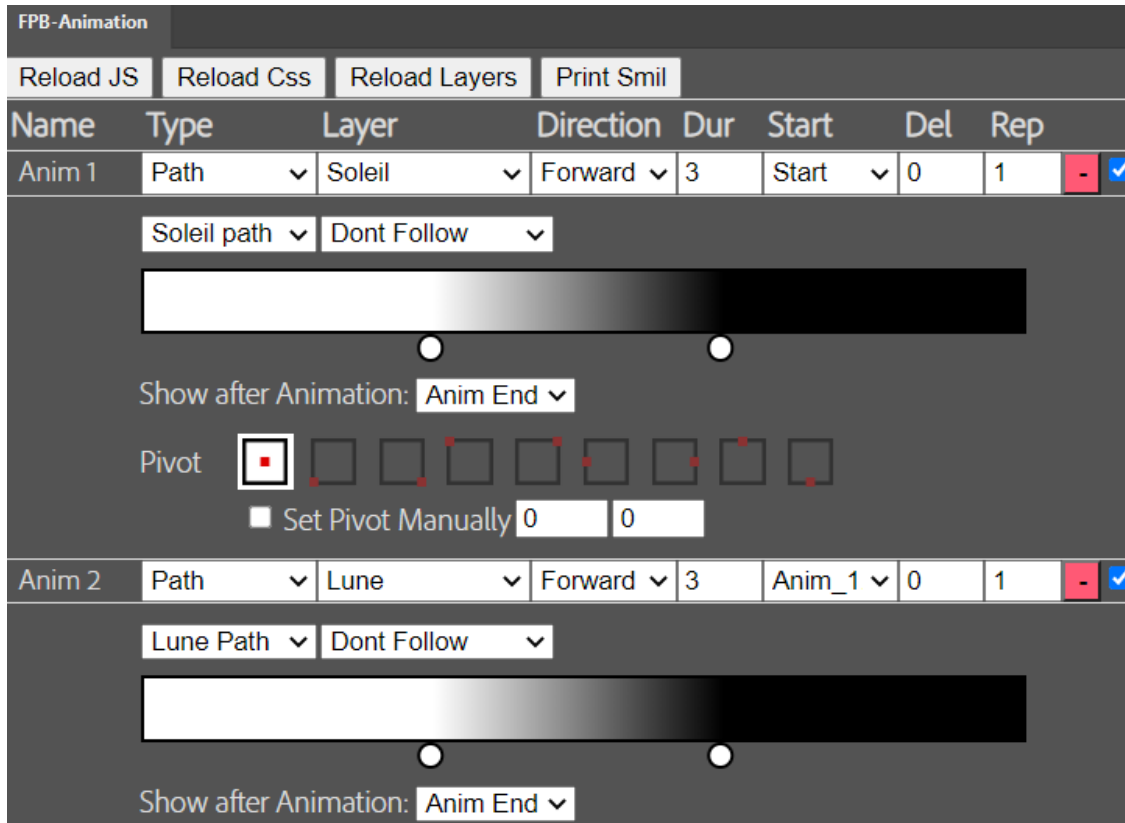 FPB-Animation
Reload JS Reload Css Reload Layers Print Smil
Name Type Layer Direction Dur Start Del Rep
Anim 1 Path Soleil Forward 3 Start 0 1 -
Soleil path Dont Follow
Show after Animation: Anim End
Pivot
Set Pivot Manually 0 0
Anim 2 Path Lune Forward 3 Anim_1 0 1 -
Lune Path Dont Follow
Show after Animation: Anim End